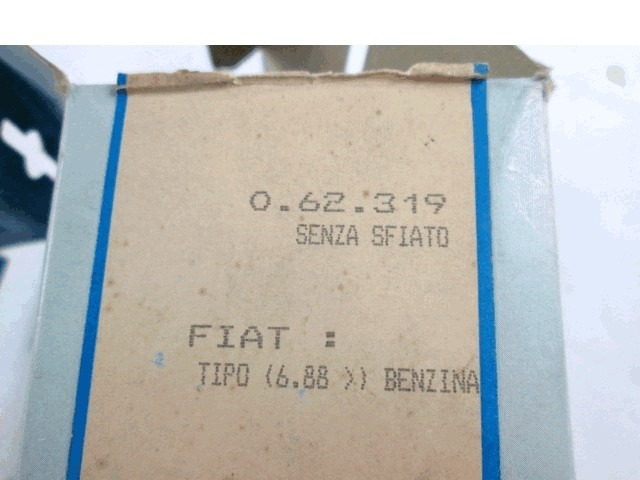 0.62.319
SENZA SFIATO
FIAT :
TIPO (6.88 >) BENZINA